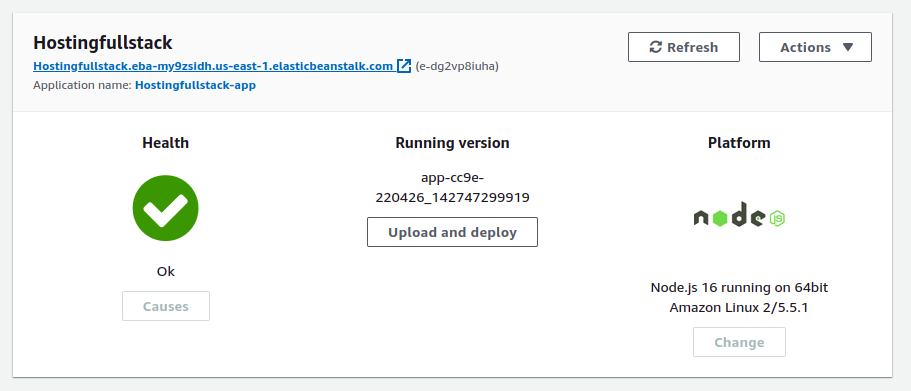 Hostingfullstack
Refresh
Actions
Hostingfullstack.eba-my9zsidh.us-east-1.elasticbeanstalk.com (e-dg2vp8iuha)
Application name: Hostingfullstack-app
Health
Ok
Causes
Running version
app-cc9e-
220426_142747299919
Upload and deploy
Platform
node
JS
Node.js 16 running on 64bit
Amazon Linux 2/5.5.1
Change